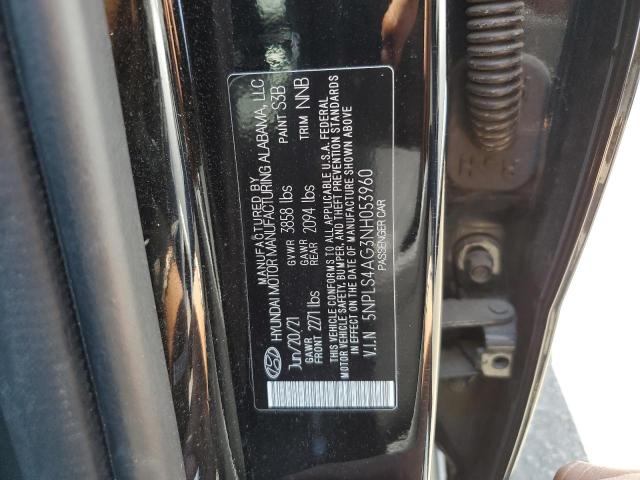 MANUFACTURED BY
HYUNDAI MOTOR MANUFACTURING ALABAMA, LLC
Jun/20/21 GVWR 3858 lbs PAINT S3B
GAWR FRONT 2271 lbs GAWR REAR 2094 lbs TRIM NNB
THIS VEHICLE CONFORMS TO ALL APPLICABLE U.S.A. FEDERAL
MOTOR VEHICLE SAFETY, BUMPER, AND THEFT PREVENTION STANDARDS
IN EFFECT ON THE DATE OF MANUFACTURE SHOWN ABOVE
V.I.N 5NPLS4AG3NH053960
PASSENGER CAR